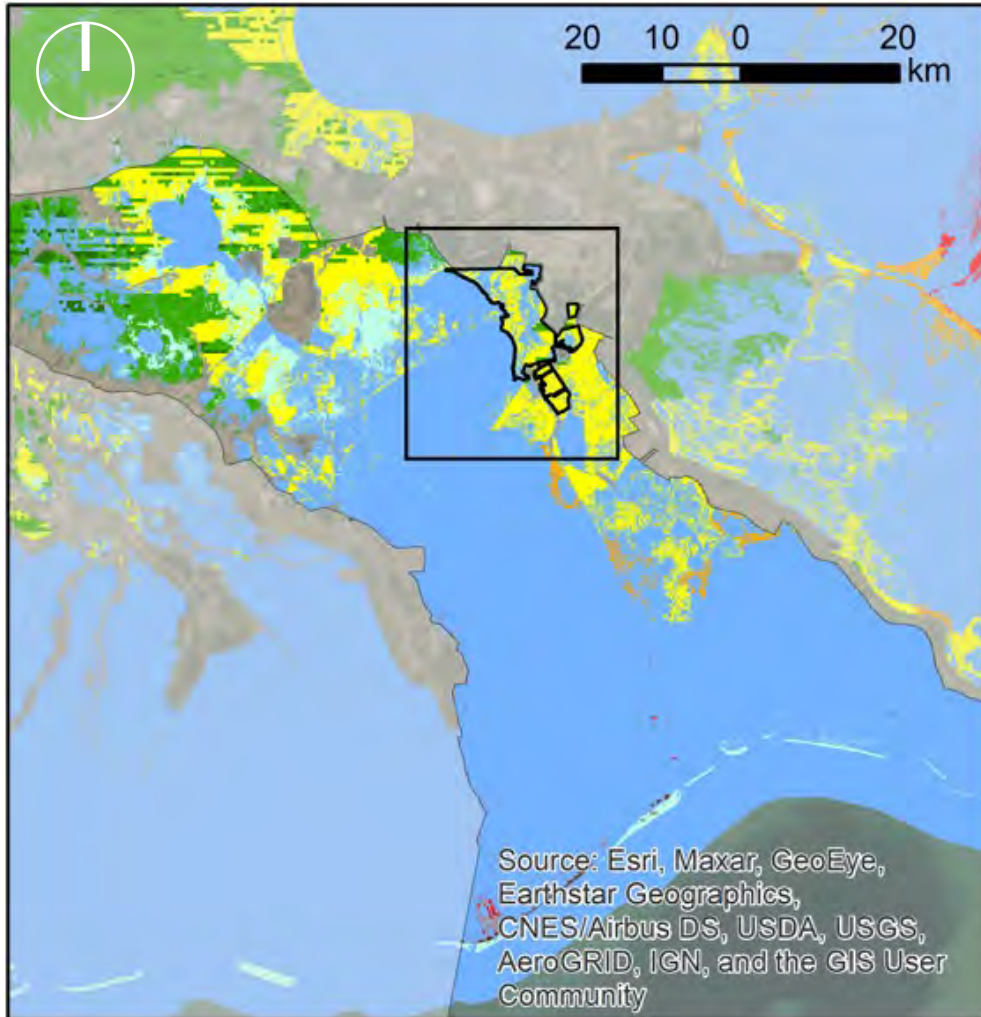 20 10 0 20
km
Source: Esri, Maxar, GeoEye,
Earthstar Geographics,
CNES/Airbus DS, USDA, USGS,
AeroGRID, IGN, and the GIS User
Community